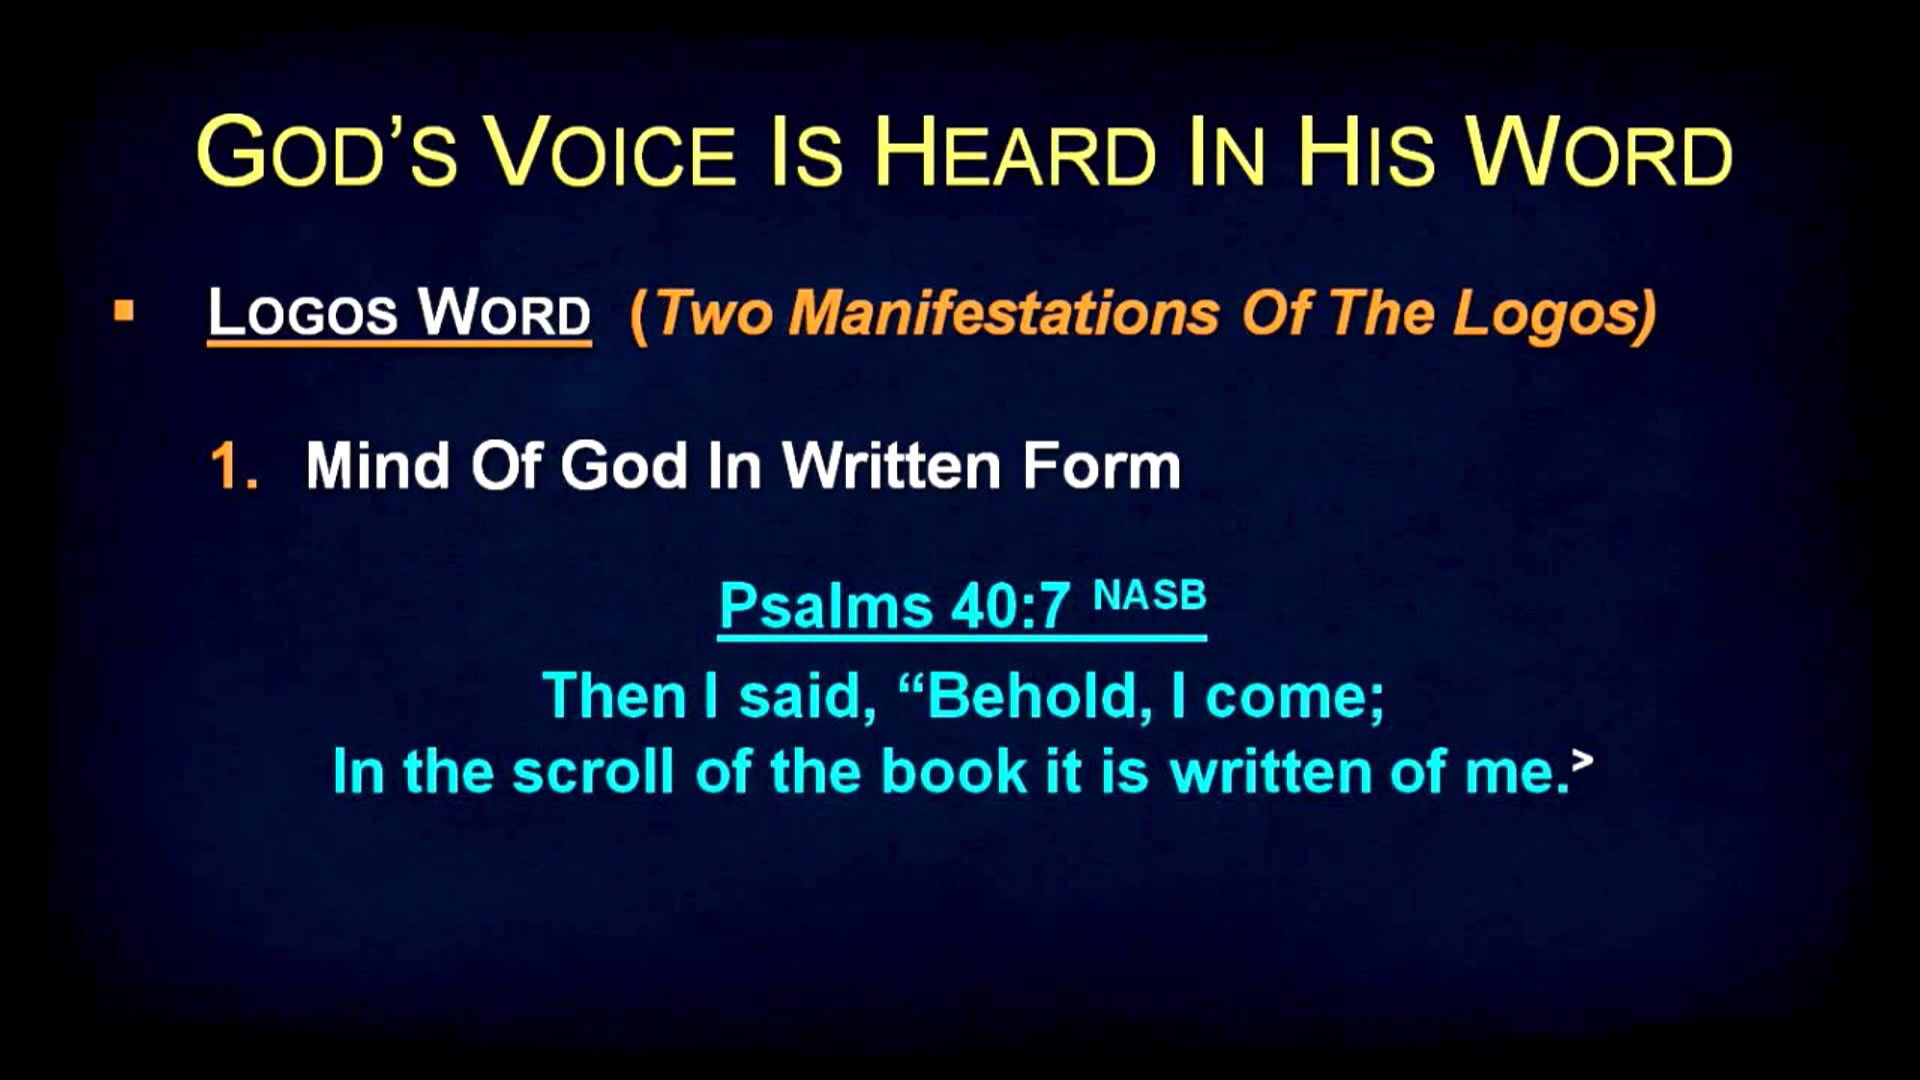 GOD’S VOICE IS HEARD IN HIS WORD
▪ LOGOS WORD (Two Manifestations Of The Logos)
1. Mind Of God In Written Form
Psalms 40:7 NASB
Then I said, “Behold, I come;
In the scroll of the book it is written of me.>